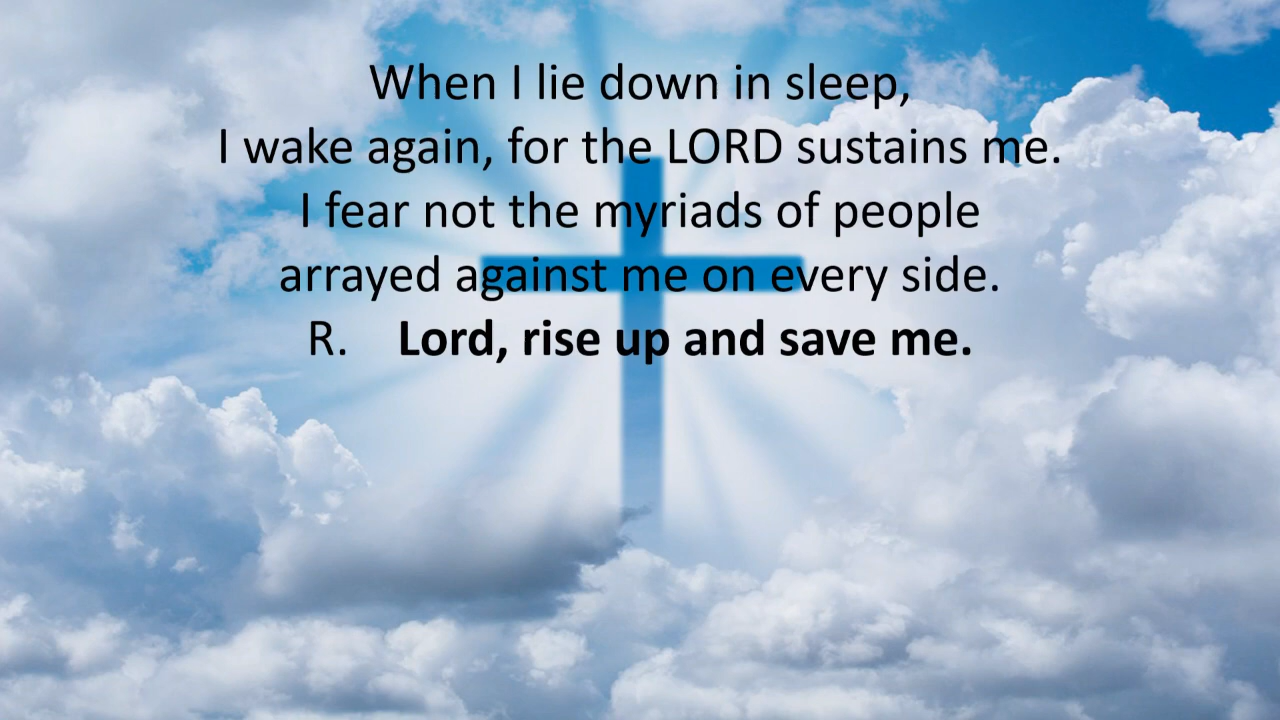 When I lie down in sleep,
I wake again, for the LORD sustains me.
I fear not the myriads of people
arrayed against me on every side.
R. Lord, rise up and save me.